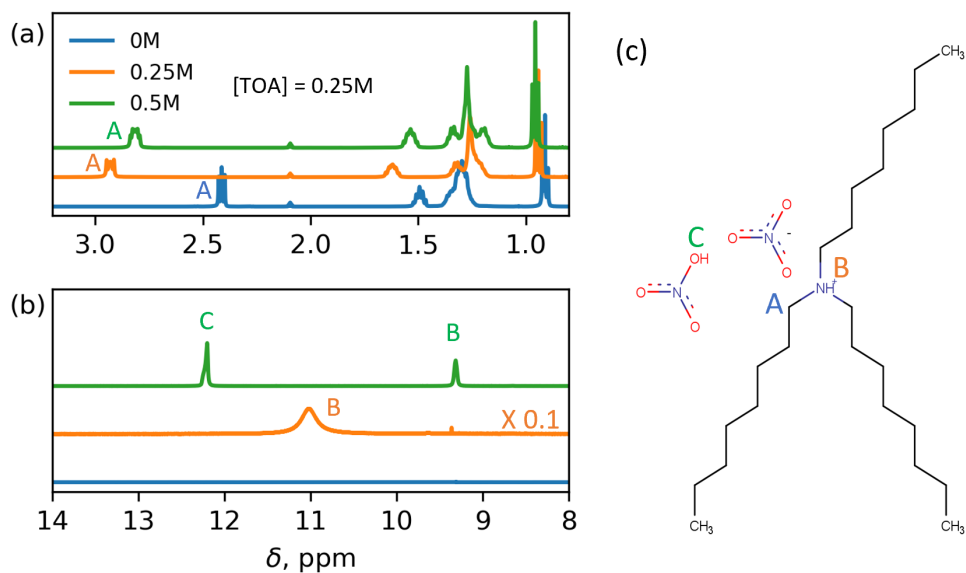 (a)
0M
0.25M
0.5M
[TOA] = 0.25M
A
A
A
3.0 2.5 2.0 1.5 1.0
(b)
C
B
B
X 0.1
14 13 12 11 10 9 8
δ, ppm
(c)
CH3
C
O
OH
O
N
-
O
B
O
N
O
A
NH+
CH3
CH3